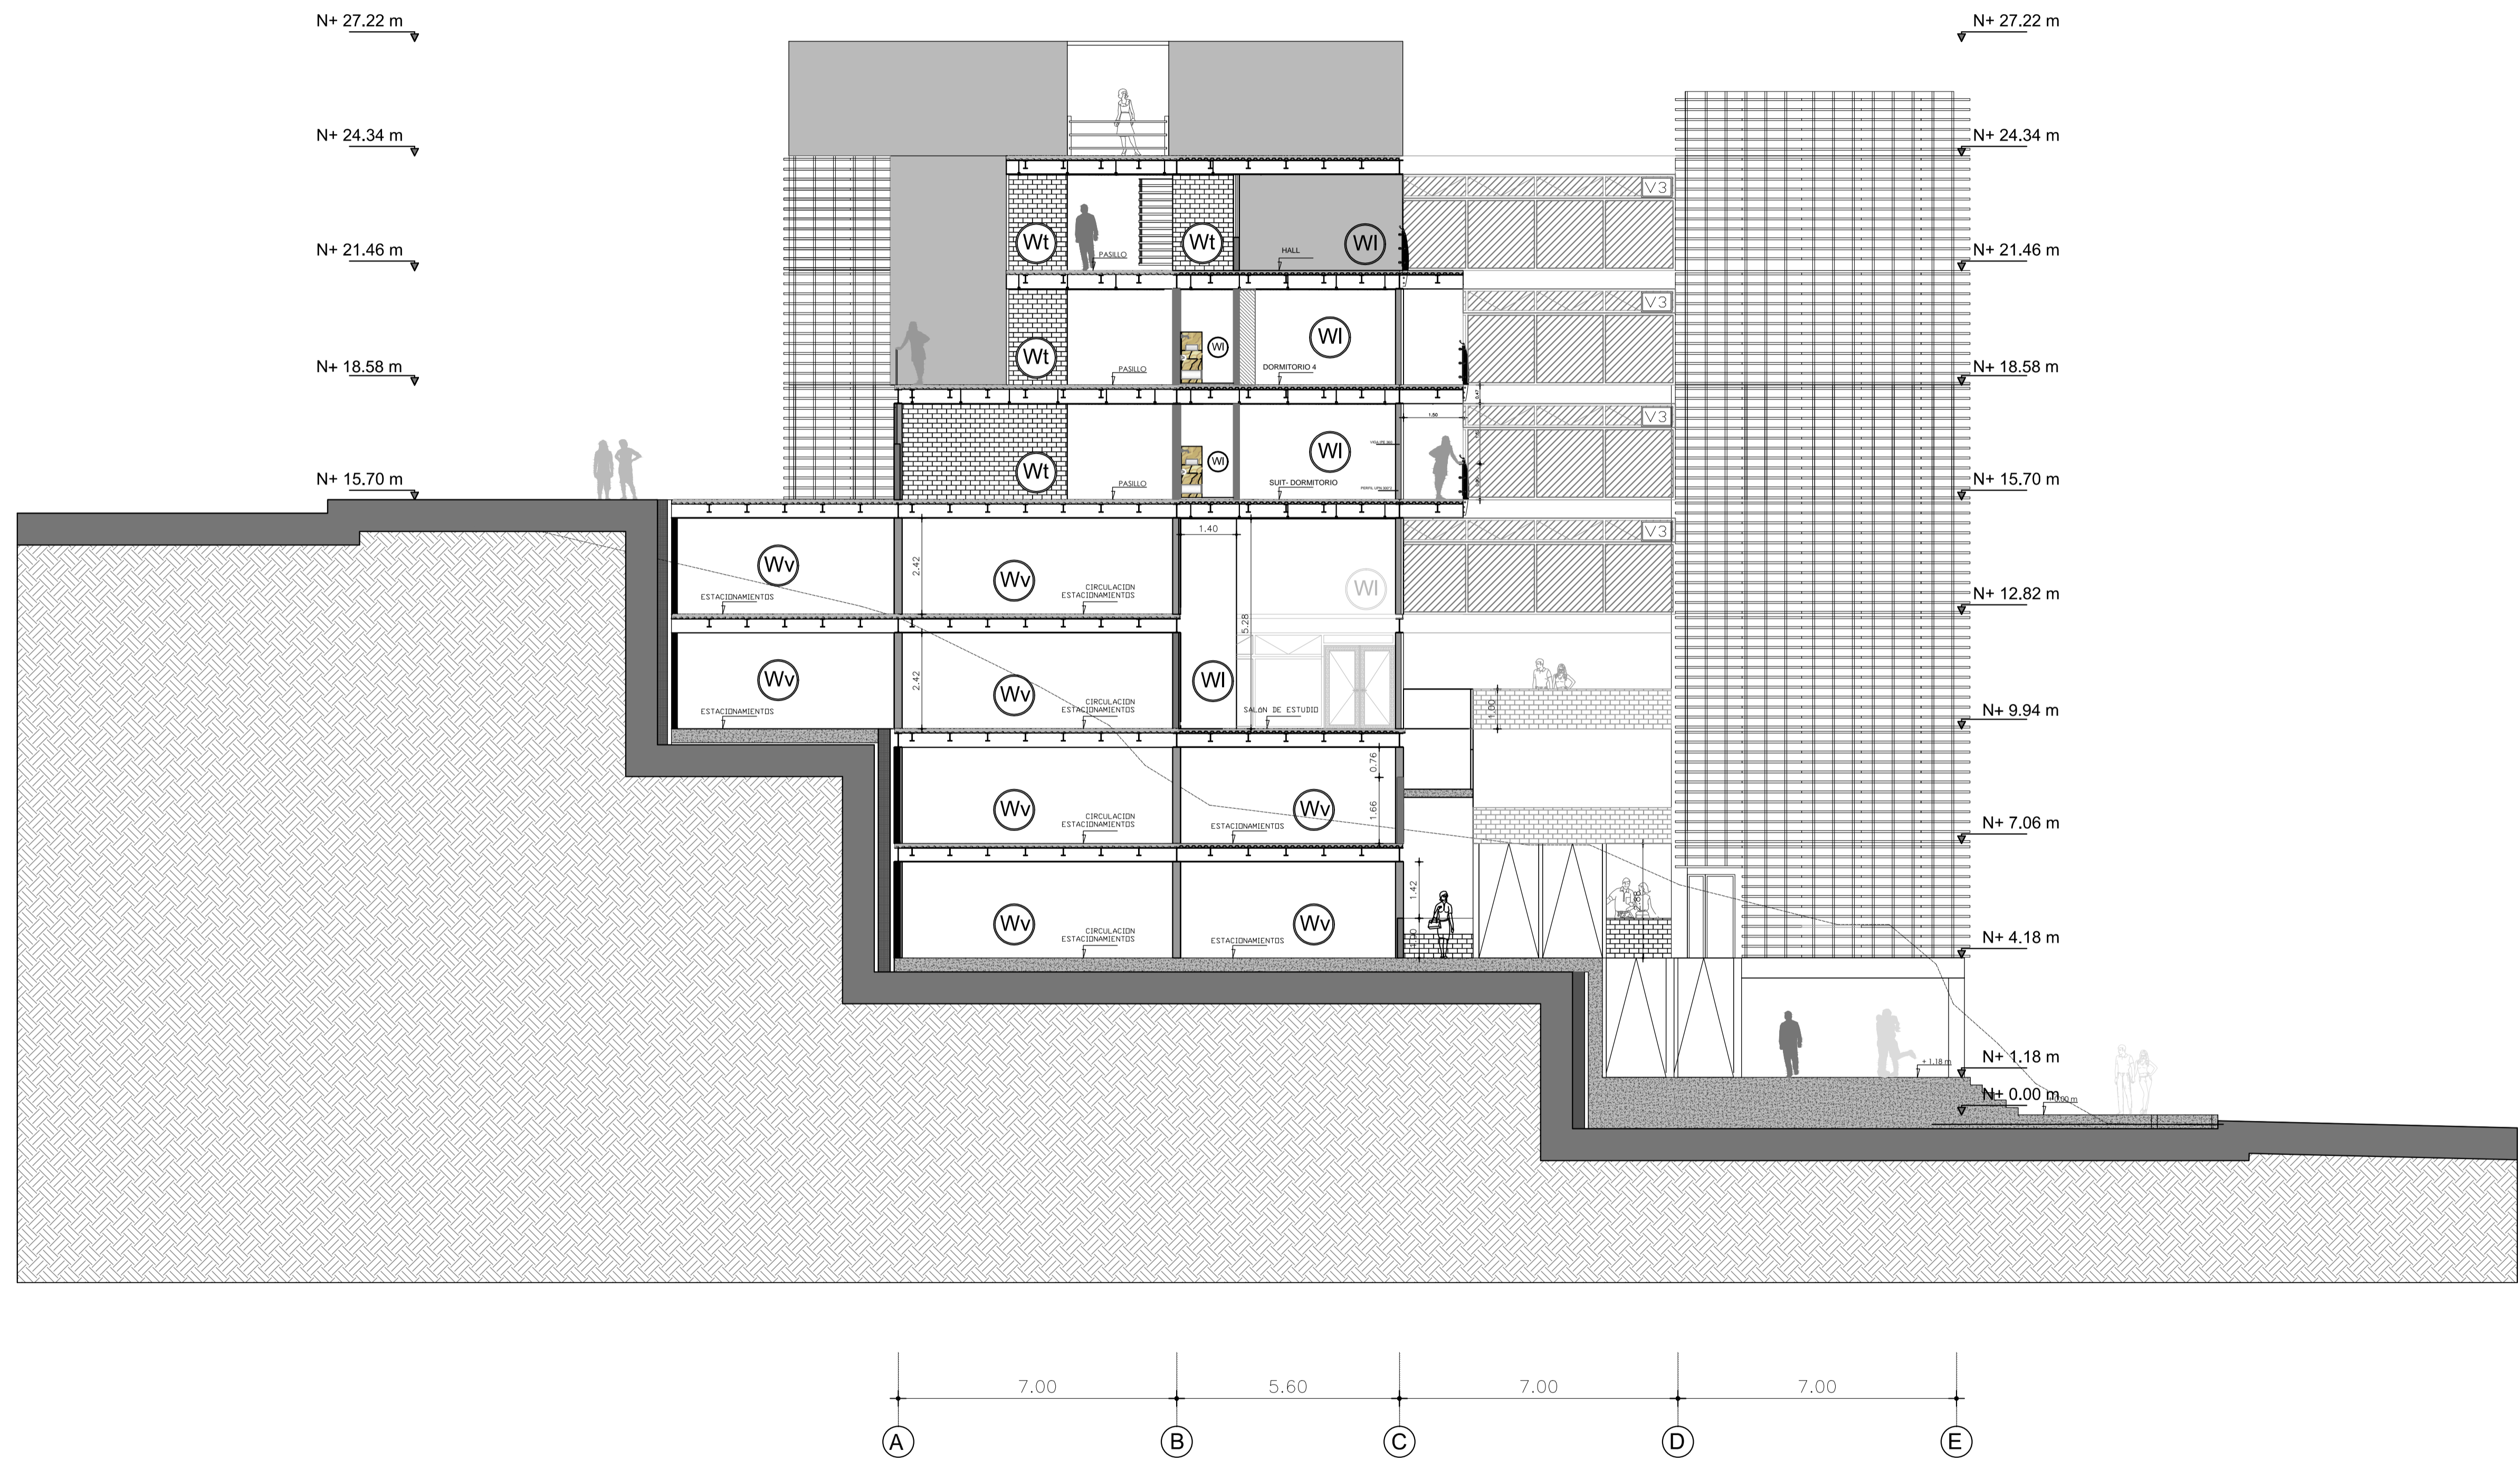 N+ 27.22 m
N+ 27.22 m
N+ 24.34 m
N+ 24.34 m
V3
Wt
Wt
Wl
HALL
PASILLO
N+ 21.46 m
N+ 21.46 m
V3
Wt
Wl
Wl
PASILLO
DORMITORIO 4
N+ 18.58 m
N+ 18.58 m
0.47
V3
1.50
Wt
Wl
Wl
PASILLO
SUIT- DORMITORIO
N+ 15.70 m
N+ 15.70 m
1.40
V3
Wv
2.42
Wv
Wl
ESTACIONAMIENTOS
CIRCULACION
ESTACIONAMIENTOS
N+ 12.82 m
5.28
Wv
2.42
Wv
Wl
ESTACIONAMIENTOS
CIRCULACION
ESTACIONAMIENTOS
SALóN DE ESTUDIO
1.00
N+ 9.94 m
0.76
Wv
Wv
1.66
CIRCULACION
ESTACIONAMIENTOS
ESTACIONAMIENTOS
N+ 7.06 m
1.42
Wv
Wv
CIRCULACION
ESTACIONAMIENTOS
ESTACIONAMIENTOS
N+ 4.18 m
N+ 1.18 m
+ 1.18 m
N+ 0.00 m
7.00
5.60
7.00
7.00
A
B
C
D
E